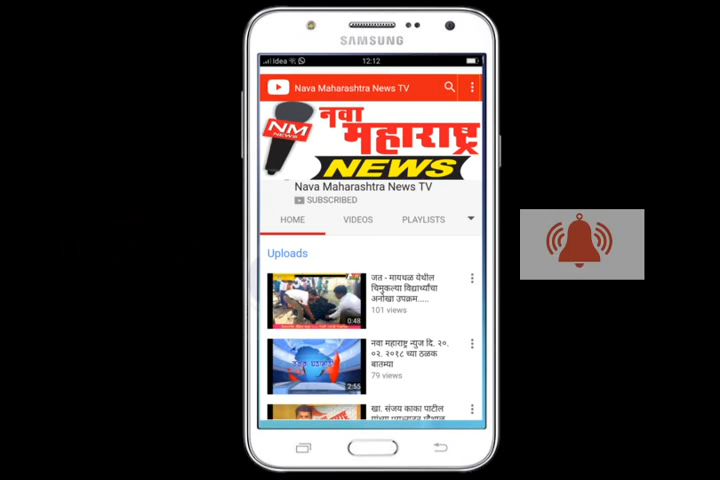 SAMSUNG
Idea 12:12
Nava Maharashtra News TV
NM
NEWS
नवा
महाराष्ट्र
NEWS
Nava Maharashtra News TV
SUBSCRIBED
HOME VIDEOS PLAYLISTS
Uploads
0:48
जत - मायथळ येथील
चिमुकल्या विद्यार्थ्यांचा
अनोखा उपक्रम.....
101 views
2:55
नवा महाराष्ट्र न्युज दि. २०.
०२. २०१८ च्या ठळक
बातम्या
79 views
खा. संजय काका पाटील